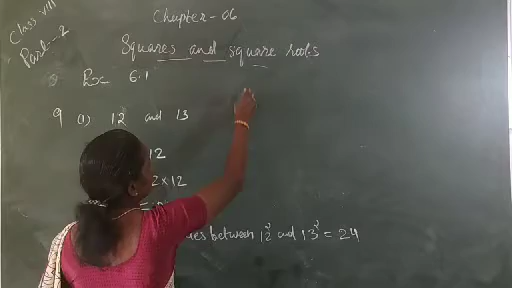 Class VIII
Part-2
Chapter-06
Squares and square roots
Ex 6.1
9 (i) 12 and 13
12
2 x 12
between 12² and 13² = 24